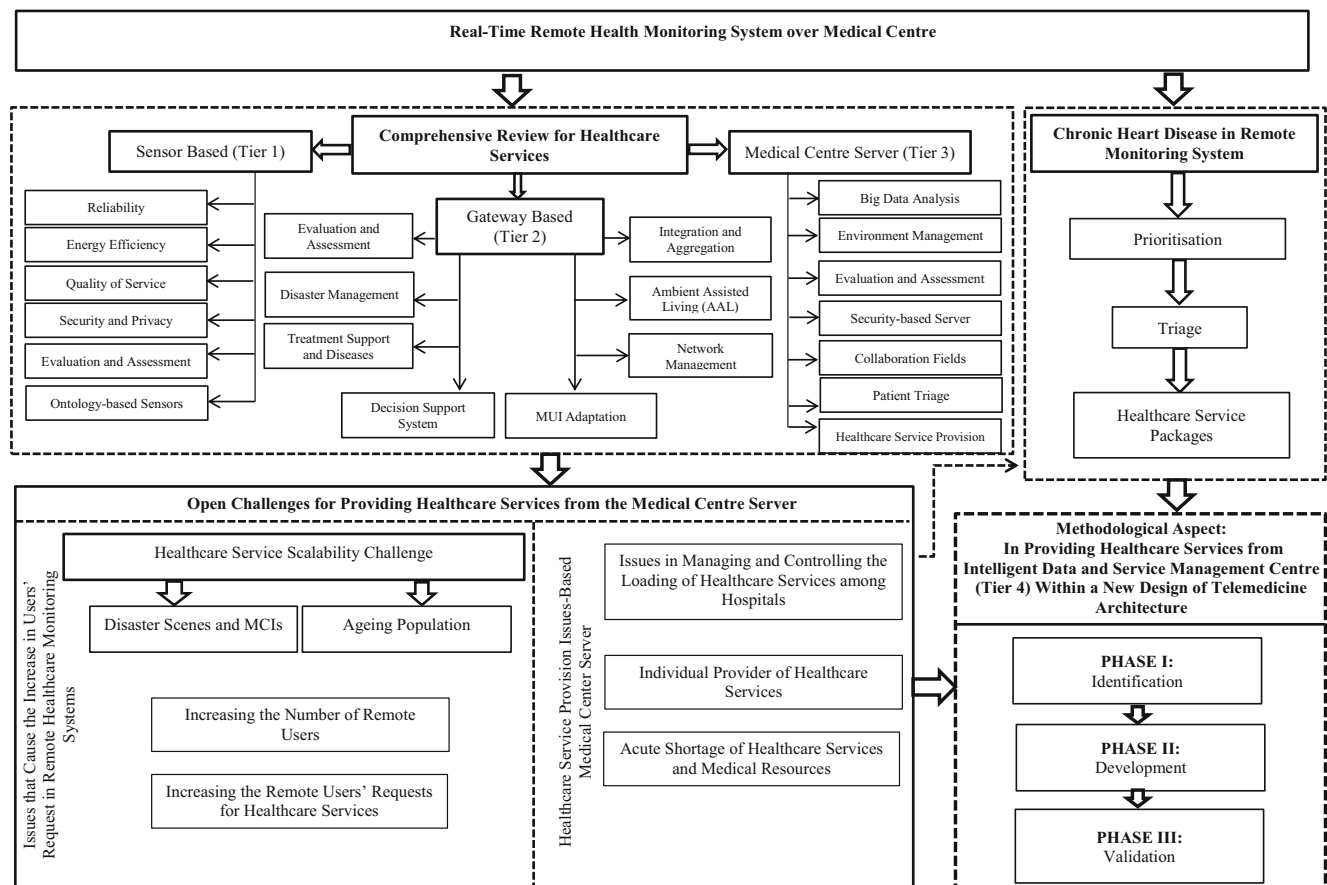 Real-Time Remote Health Monitoring System over Medical Centre
Comprehensive Review for Healthcare
Services
Sensor Based (Tier 1)
Reliability
Energy Efficiency
Quality of Service
Security and Privacy
Evaluation and Assessment
Ontology-based Sensors
Gateway Based
(Tier 2)
Evaluation and
Assessment
Disaster Management
Treatment Support
and Diseases
Decision Support
System
Integration and
Aggregation
Ambient Assisted
Living (AAL)
Network
Management
MUI Adaptation
Medical Centre Server (Tier 3)
Big Data Analysis
Environment Management
Evaluation and Assessment
Security-based Server
Collaboration Fields
Patient Triage
Healthcare Service Provision
Chronic Heart Disease in Remote
Monitoring System
Prioritisation
Triage
Healthcare Service
Packages
Open Challenges for Providing Healthcare Services from the Medical Centre Server
Issues that Cause the Increase in Users'
Request in Remote Healthcare Monitoring
Systems
Healthcare Service Scalability Challenge
Disaster Scenes and MCIs
Ageing Population
Increasing the Number of Remote
Users
Increasing the Remote Users' Requests
for Healthcare Services
Healthcare Service Provision Issues-Based
Medical Center Server
Issues in Managing and Controlling the
Loading of Healthcare Services among
Hospitals
Individual Provider of Healthcare
Services
Acute Shortage of Healthcare Services
and Medical Resources
Methodological Aspect:
In Providing Healthcare Services from
Intelligent Data and Service Management Centre
(Tier 4) Within a New Design of Telemedicine
Architecture
PHASE I:
Identification
PHASE II:
Development
PHASE III:
Validation